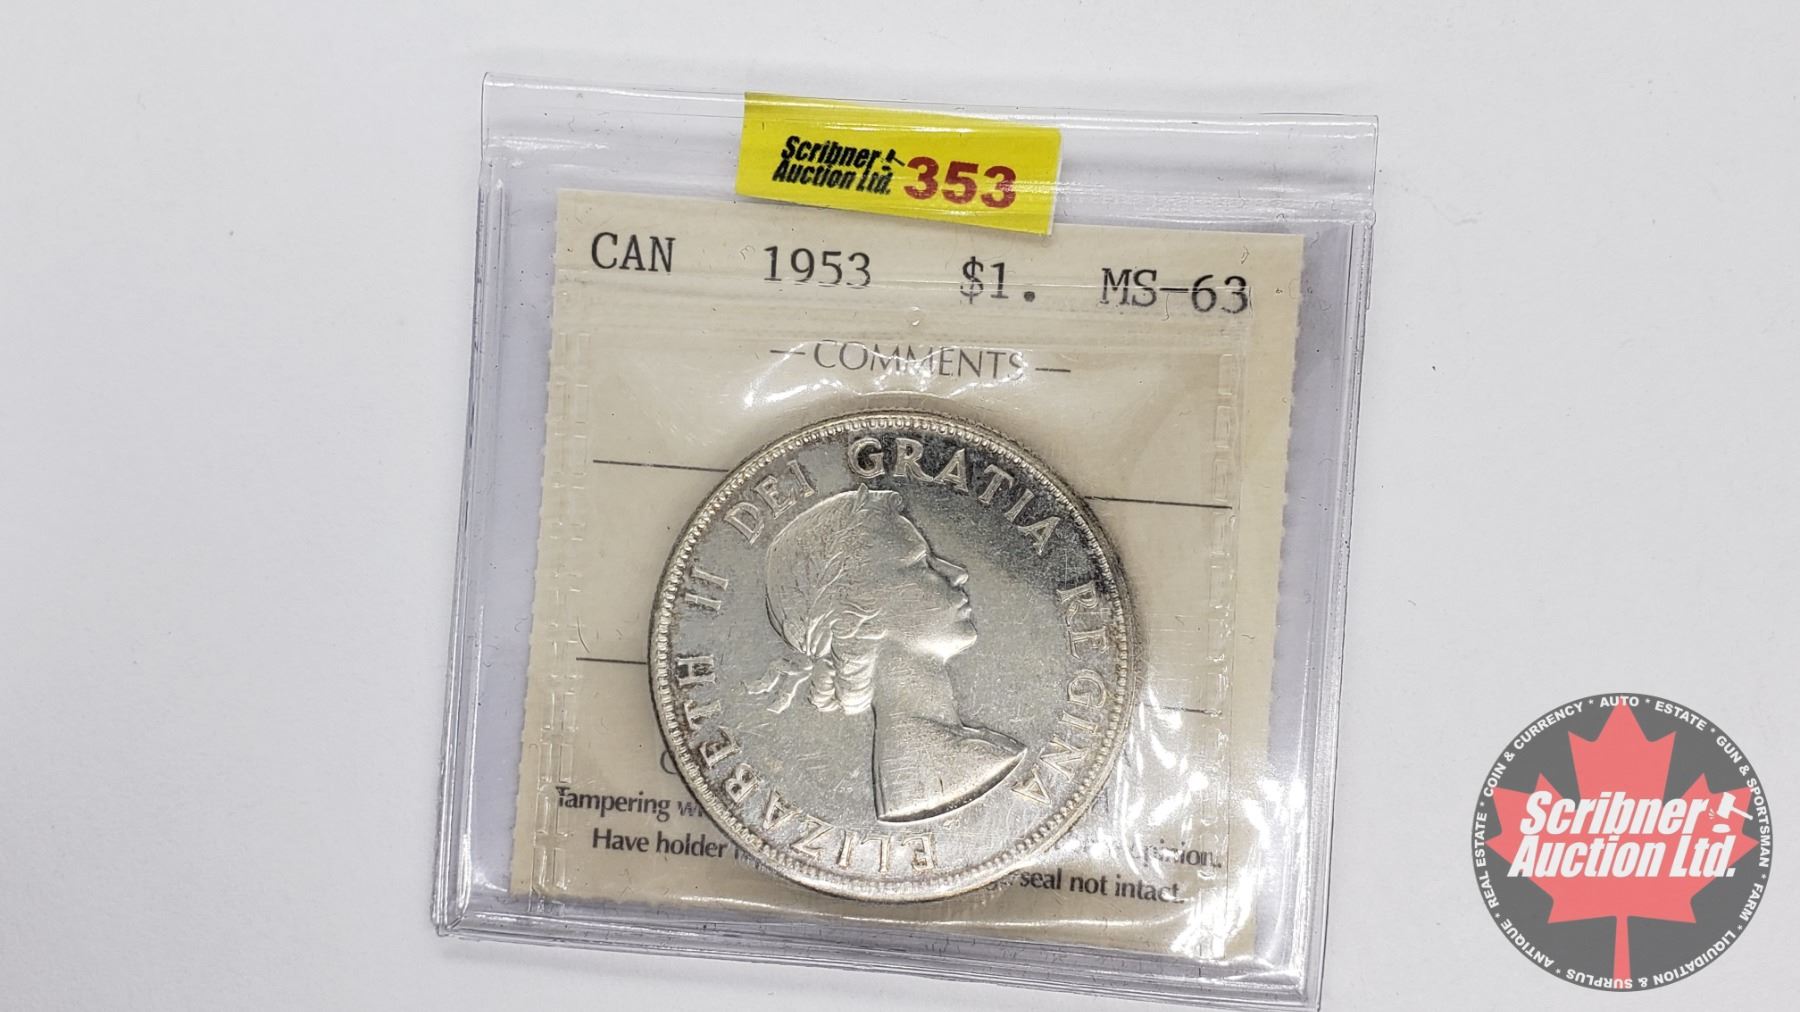 Scribner
Auction Ltd. 353
CAN 1953 $1. MS-63
— COMMENTS —
ELIZABETH II DEI GRATIA REGINA
Tampering
Have holder opinion.
seal not intact.
REAL ESTATE * COIN & CURRENCY * AUTO * ESTATE * GUN & SPORTSMAN * FARM * LIQUIDATION & SURPLUS * ANTIQUE *
Scribner
Auction Ltd.